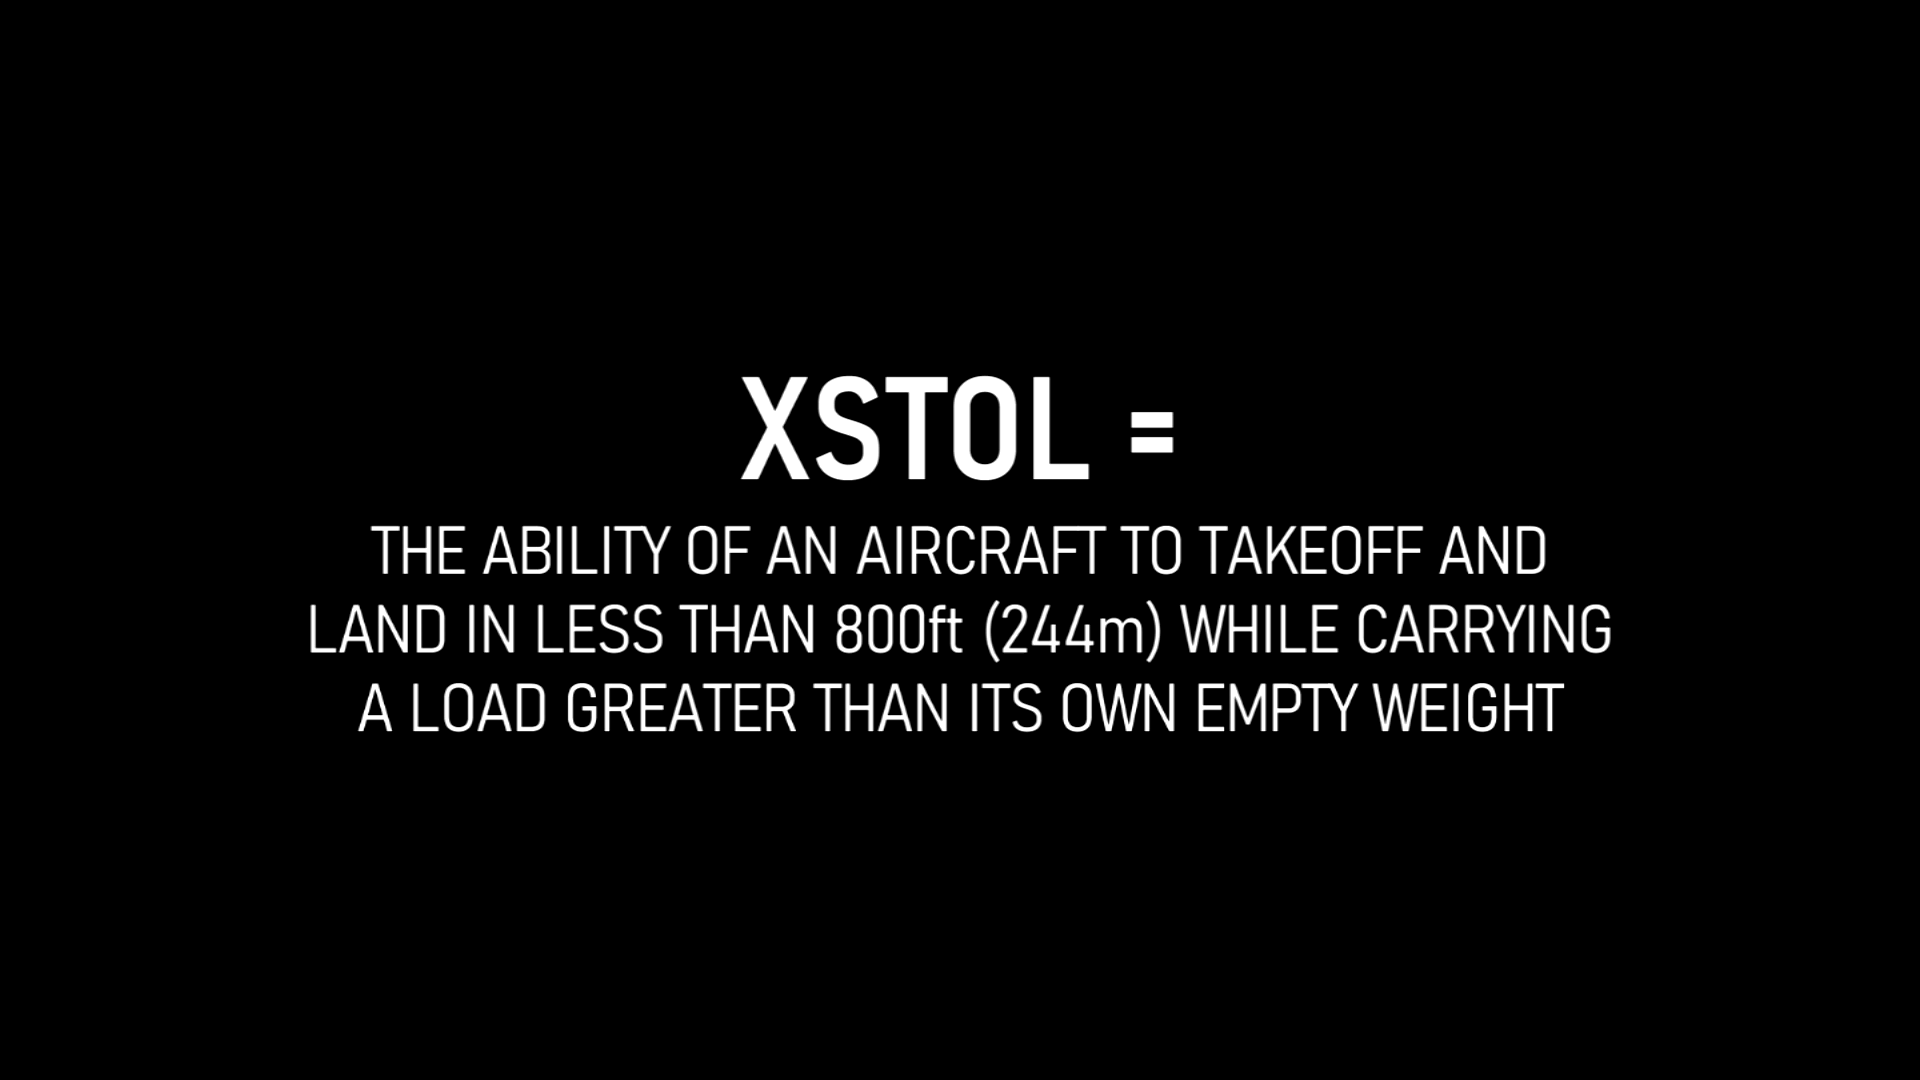 XSTOL =
THE ABILITY OF AN AIRCRAFT TO TAKEOFF AND
LAND IN LESS THAN 800ft (244m) WHILE CARRYING
A LOAD GREATER THAN ITS OWN EMPTY WEIGHT